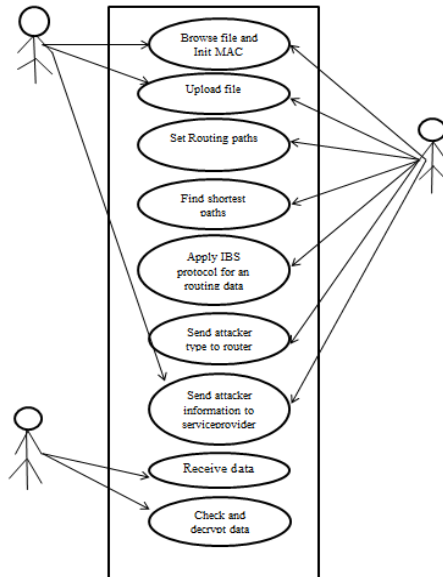 Browse file and
Init MAC
Upload file
Set Routing paths
Find shortest
paths
Apply IBS
protocol for an
routing data
Send attacker
type to router
Send attacker
information to
serviceprovider
Receive data
Check and
decrypt data